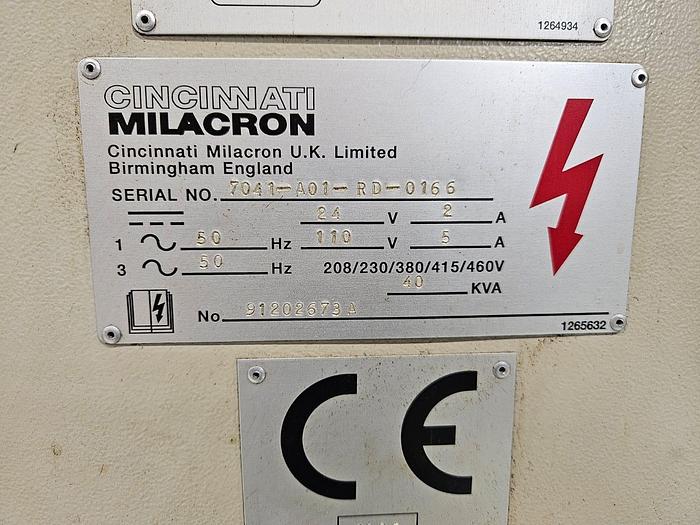 1264934
CINCINNATI
MILACRON
Cincinnati Milacron U.K. Limited
Birmingham England
SERIAL NO. 7041-A01-RD-0166
24 V 2 A
1 50 Hz 110 V 5 A
3 50 Hz 208/230/380/415/460V
40 KVA
No 91202673A
1265632
CE